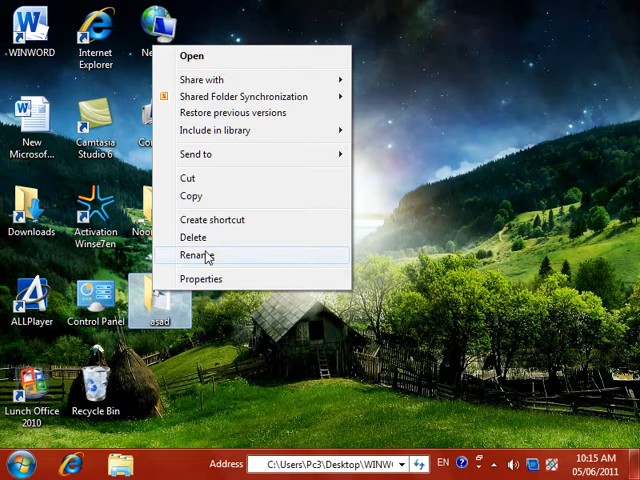 WINWORD
Internet
Explorer
Ne
Open
Share with
Shared Folder Synchronization
Restore previous versions
Include in library
Send to
Cut
Copy
Create shortcut
Delete
Rename
Properties
New
Microsof...
Camtasia
Studio 6
Downloads
Activation
Winse7en
ALLPlayer
Control Panel
asad
Lunch Office
2010
Recycle Bin
Address
C:\Users\Pc3\Desktop\WINWO
EN
10:15 AM
05/06/2011